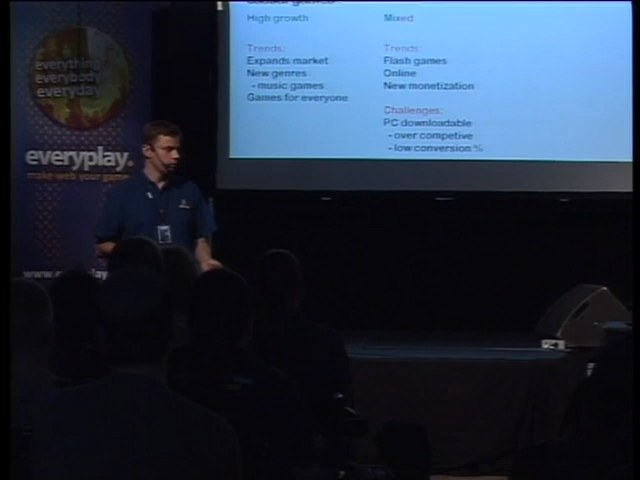 everything
everybody
everyday
everyplay.
make web your game
High growth
Trends:
Expands market
New genres
- music games
Games for everyone
Mixed
Trends:
Flash games
Online
New monetization
Challenges:
PC downloadable
- over competive
- low conversion %